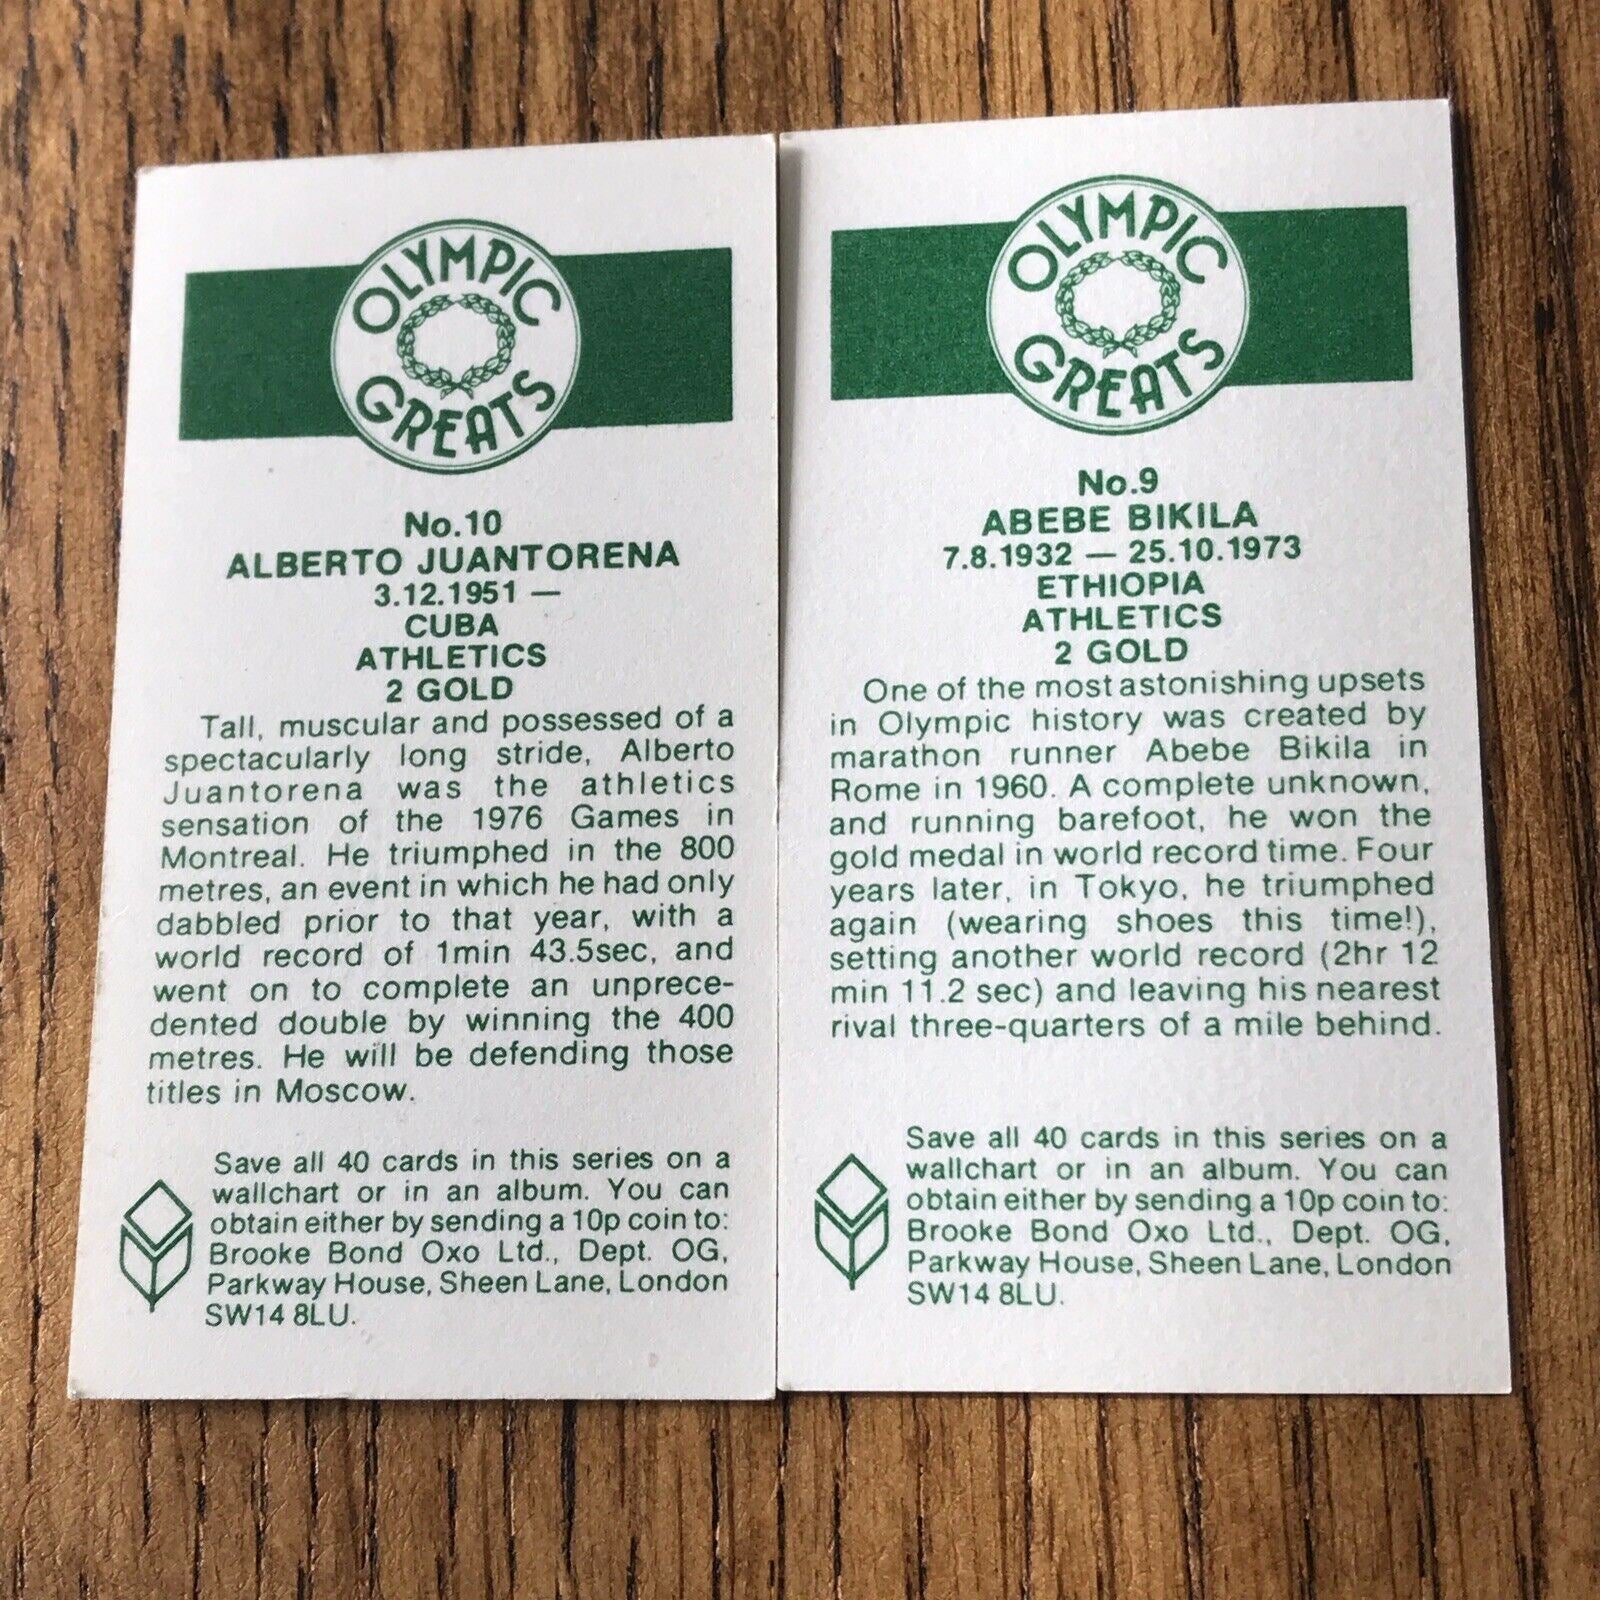 OLYMPIC
GREATS
No.10
ALBERTO JUANTORENA
3.12.1951 —
CUBA
ATHLETICS
2 GOLD
Tall, muscular and possessed of a
spectacularly long stride, Alberto
Juantorena was the athletics
sensation of the 1976 Games in
Montreal. He triumphed in the 800
metres, an event in which he had only
dabbled prior to that year, with a
world record of 1min 43.5sec, and
went on to complete an unprece-
dented double by winning the 400
metres. He will be defending those
titles in Moscow.
Save all 40 cards in this series on a
wallchart or in an album. You can
obtain either by sending a 10p coin to:
Brooke Bond Oxo Ltd., Dept. OG,
Parkway House, Sheen Lane, London
SW14 8LU.
OLYMPIC
GREATS
No.9
ABEBE BIKILA
7.8.1932 — 25.10.1973
ETHIOPIA
ATHLETICS
2 GOLD
One of the most astonishing upsets
in Olympic history was created by
marathon runner Abebe Bikila in
Rome in 1960. A complete unknown,
and running barefoot, he won the
gold medal in world record time. Four
years later, in Tokyo, he triumphed
again (wearing shoes this time!),
setting another world record (2hr 12
min 11.2 sec) and leaving his nearest
rival three-quarters of a mile behind.
Save all 40 cards in this series on a
wallchart or in an album. You can
obtain either by sending a 10p coin to:
Brooke Bond Oxo Ltd., Dept. OG,
Parkway House, Sheen Lane, London
SW14 8LU.